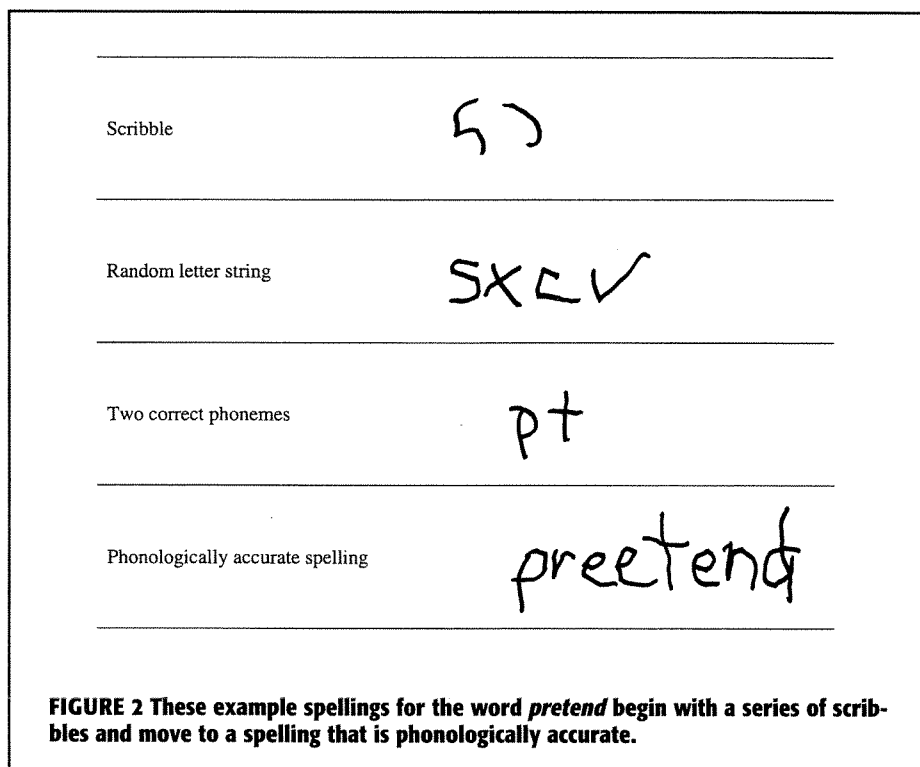 Scribble
Random letter string sxcv
Two correct phonemes pt
Phonologically accurate spelling preetend
FIGURE 2 These example spellings for the word pretend begin with a series of scrib-
bles and move to a spelling that is phonologically accurate.